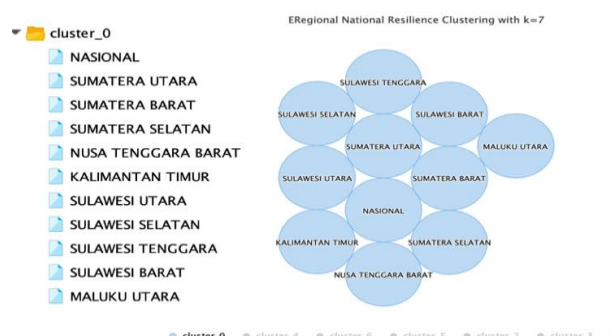 cluster_0
NASIONAL
SUMATERA UTARA
SUMATERA BARAT
SUMATERA SELATAN
NUSA TENGGARA BARAT
KALIMANTAN TIMUR
SULAWESI UTARA
SULAWESI SELATAN
SULAWESI TENGGARA
SULAWESI BARAT
MALUKU UTARA
ERegional National Resilience Clustering with k=7
SULAWESI TENGGARA
SULAWESI SELATAN
SULAWESI BARAT
SUMATERA UTARA
MALUKU UTARA
SULAWESI UTARA
SUMATERA BARAT
NASIONAL
KALIMANTAN TIMUR
SUMATERA SELATAN
NUSA TENGGARA BARAT
cluster_0